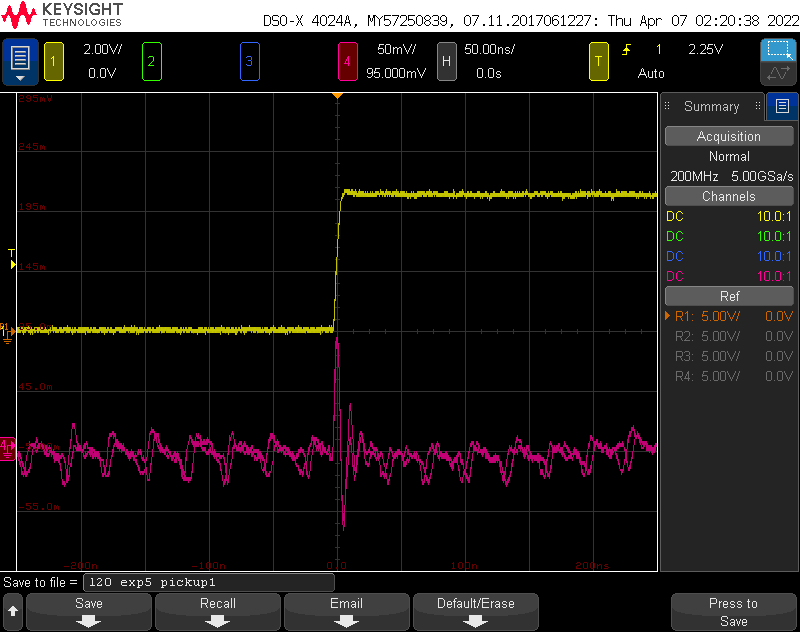 KEYSIGHT
TECHNOLOGIES
DSO-X 4024A, MY57250839, 07.11.2017061227: Thu Apr 07 02:20:38 2022
1 2.00V/ 2 3 4 50mV/ H 50.00ns/ T 1 2.25V
0.0V 95.000mV 0.0s Auto
295mV
245m
195m
145m
45.0m
-55.0m
-200n -100n 0.0 100n 200ns
T
4
Summary
Acquisition
Normal
200MHz 5.00GSa/s
Channels
DC 10.0:1
DC 10.0:1
DC 10.0:1
DC 10.0:1
Ref
R1: 5.00V/ 0.0V
R2: 5.00V/ 0.0V
R3: 5.00V/ 0.0V
R4: 5.00V/ 0.0V
Save to file = l20 exp5 pickup1
Save Recall Email Default/Erase Press to
Save